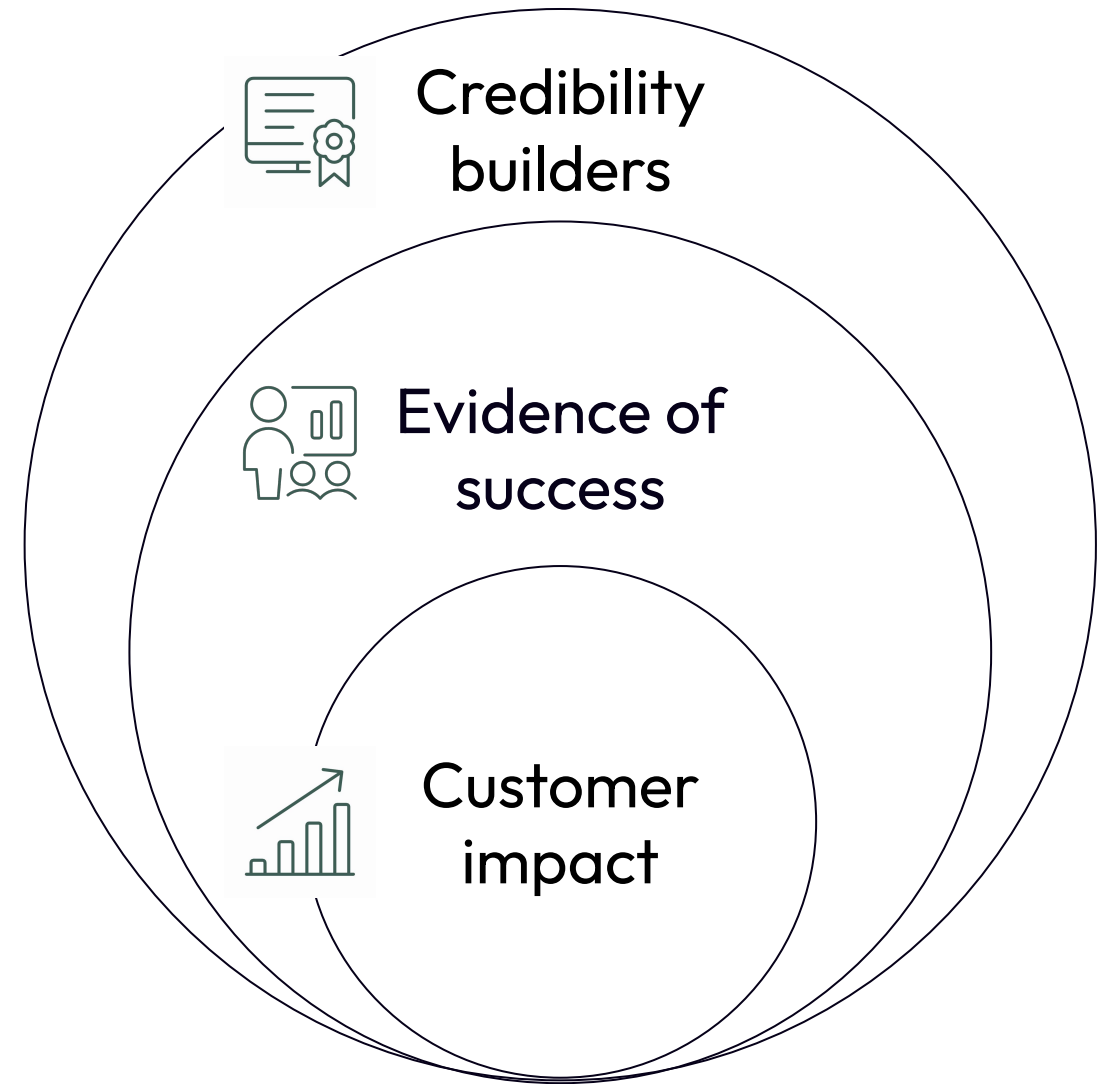 Credibility
builders
Evidence of
success
Customer
impact